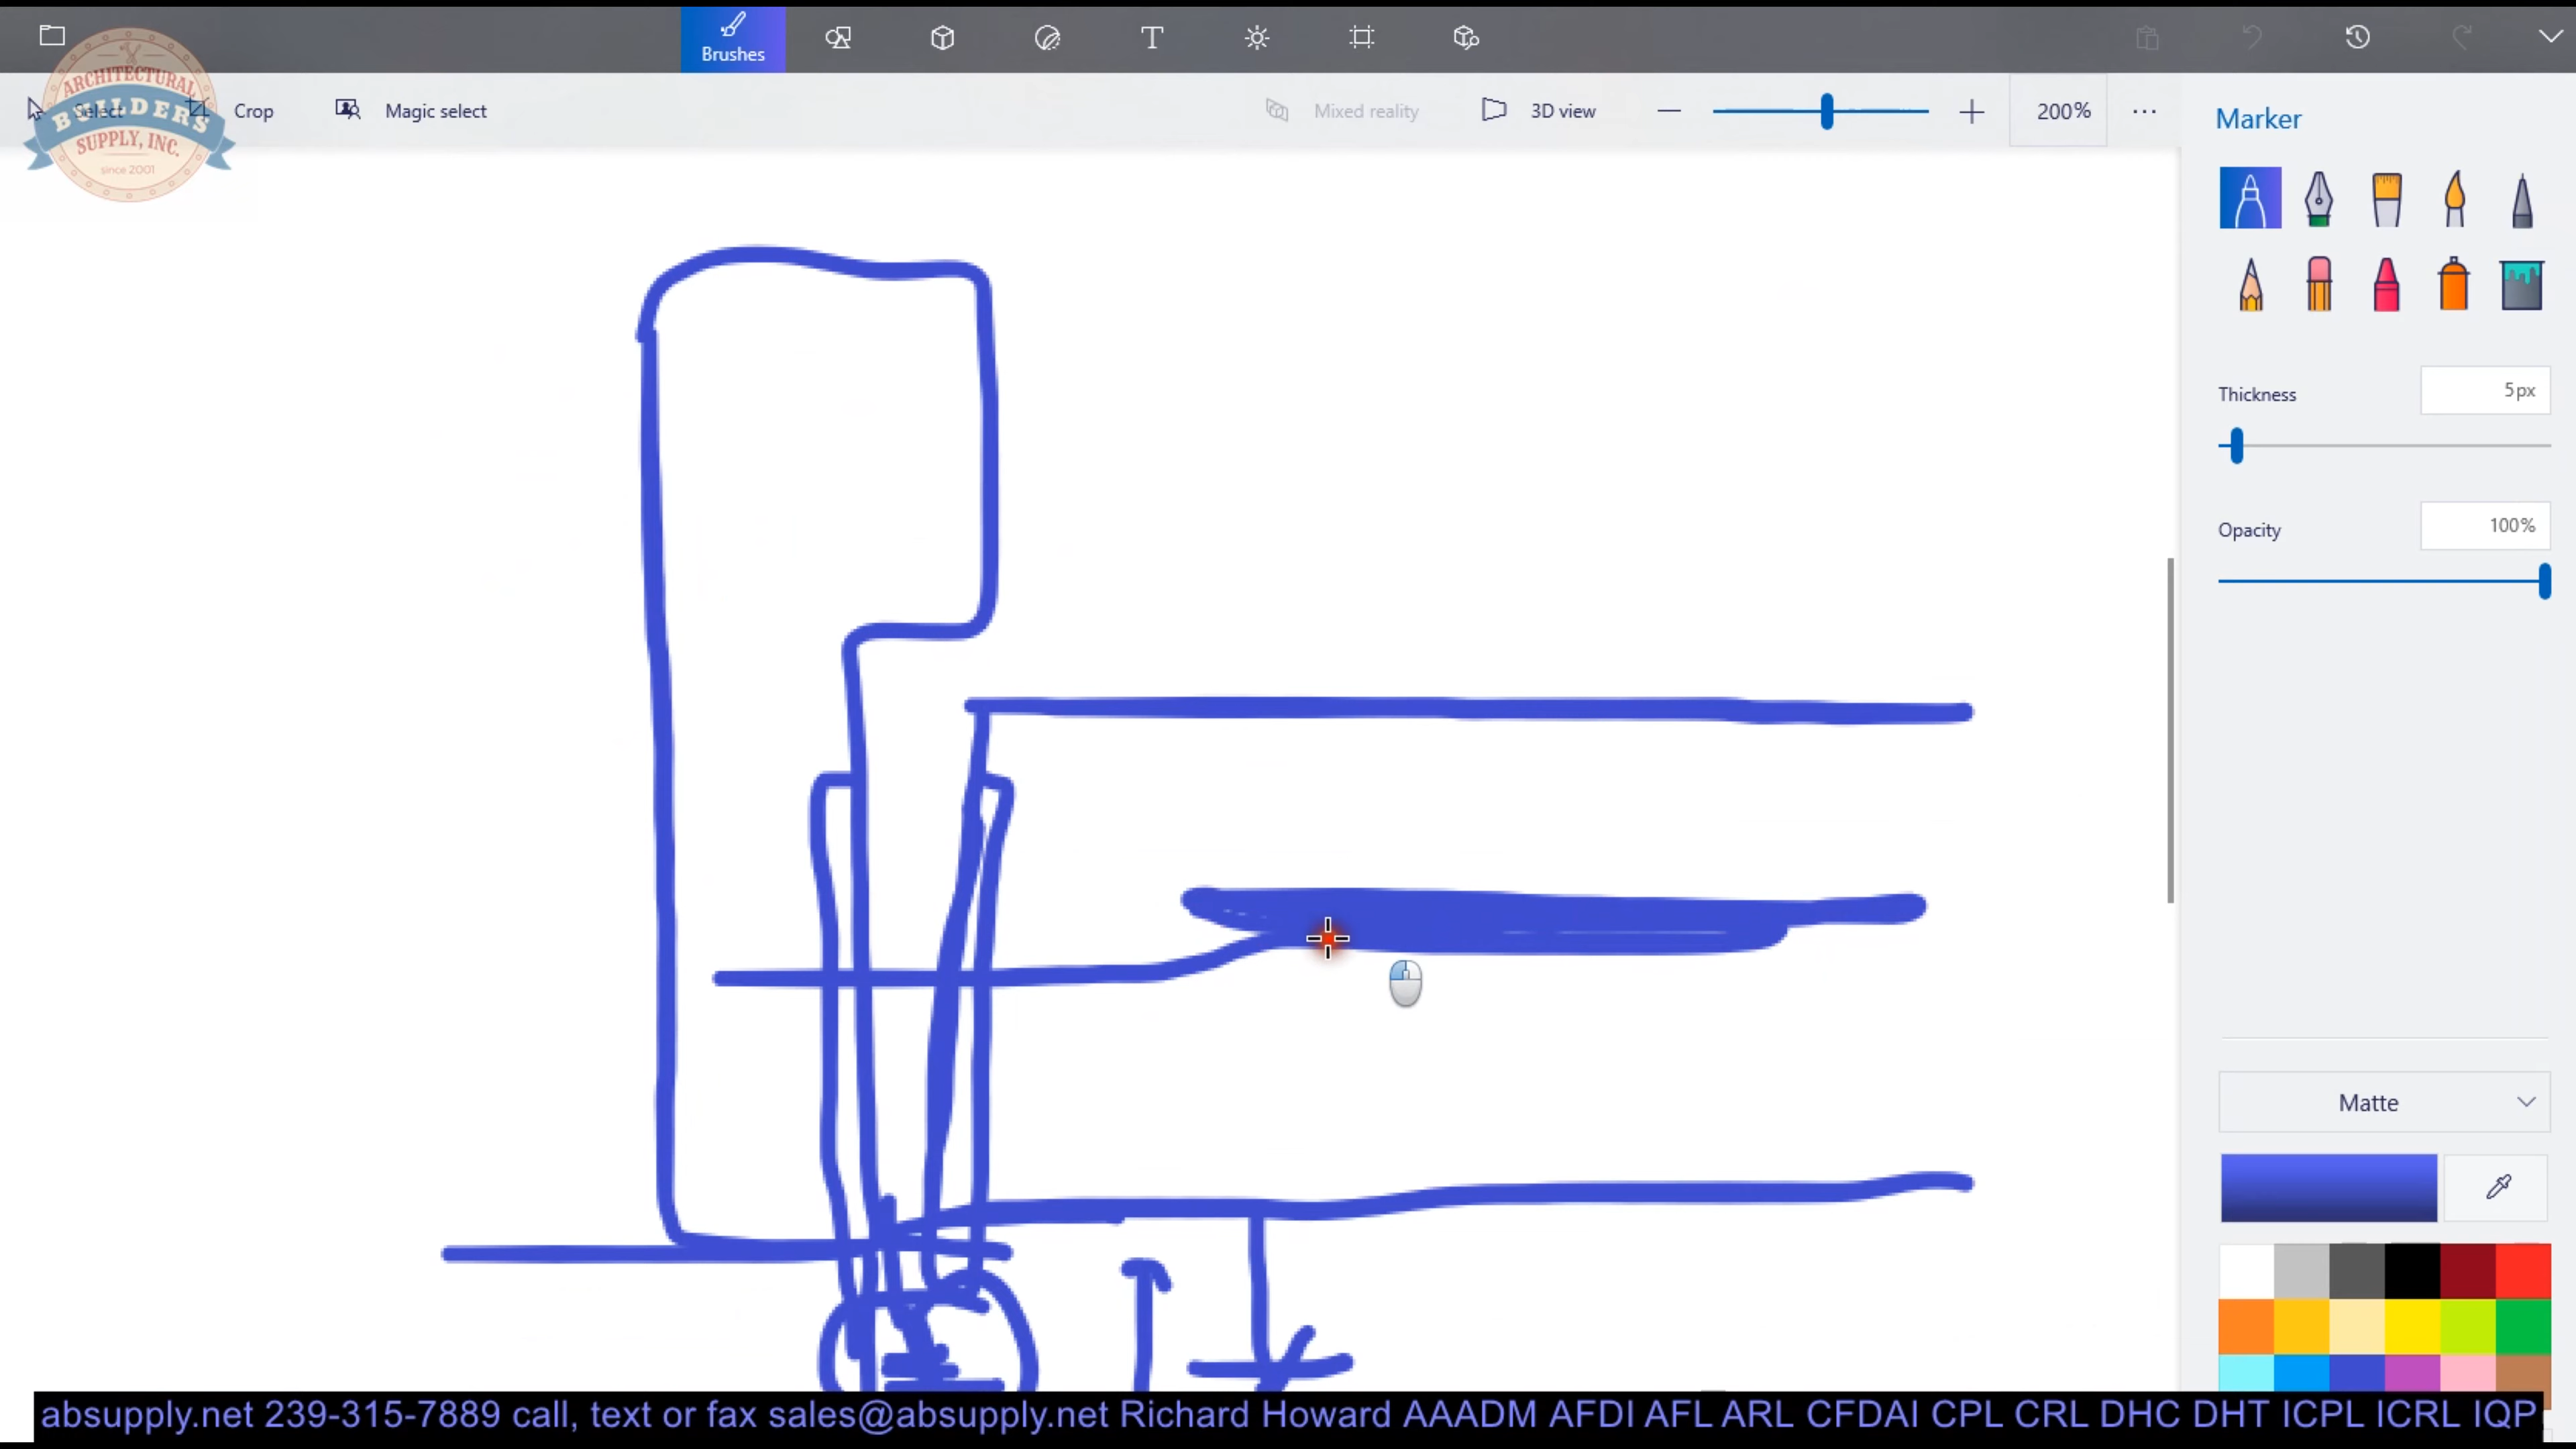 Brushes
ARCHITECTURAL
BUILDERS
SUPPLY, INC.
since 2001
Select
Crop
Magic select
Mixed reality
3D view
200%
Marker
Thickness
5px
Opacity
100%
Matte
absupply.net 239-315-7889 call, text or fax sales@absupply.net Richard Howard AAADM AFDI AFL ARL CFDAI CPL CRL DHC DHT ICPL ICRL IQP